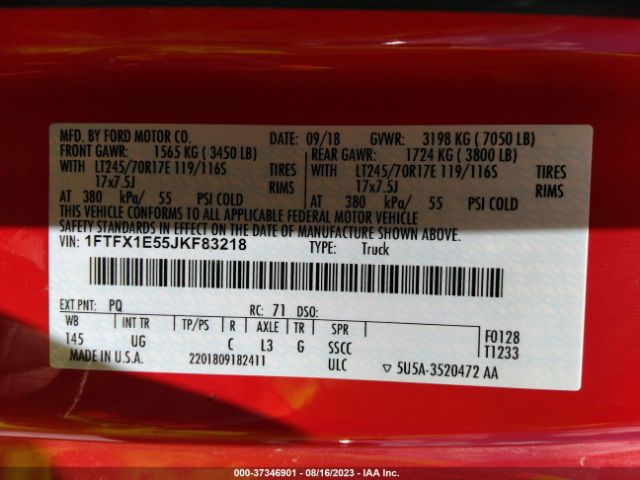 MFD. BY FORD MOTOR CO. DATE: 09/18 GVWR: 3198 KG ( 7050 LB)
FRONT GAWR: 1565 KG ( 3450 LB) REAR GAWR: 1724 KG ( 3800 LB)
WITH LT245/70R17E 119/116S TIRES WITH LT245/70R17E 119/116S TIRES
17x7.5J RIMS 17x7.5J RIMS
AT 380 kPa/ 55 PSI COLD AT 380 kPa/ 55 PSI COLD
THIS VEHICLE CONFORMS TO ALL APPLICABLE FEDERAL MOTOR VEHICLE
SAFETY STANDARDS IN EFFECT ON THE DATE OF MANUFACTURE SHOWN ABOVE.
VIN: 1FTFX1E55JKF83218 TYPE: Truck
EXT PNT: PQ RC: 71 DSO:
WB INT TR TP/PS R AXLE TR SPR F0128
145 UG C L3 G SSCC T1233
MADE IN U.S.A. 2201809182411 ULC ▽ 5U5A-3520472 AA
000-37346901 - 08/16/2023 - IAA Inc.